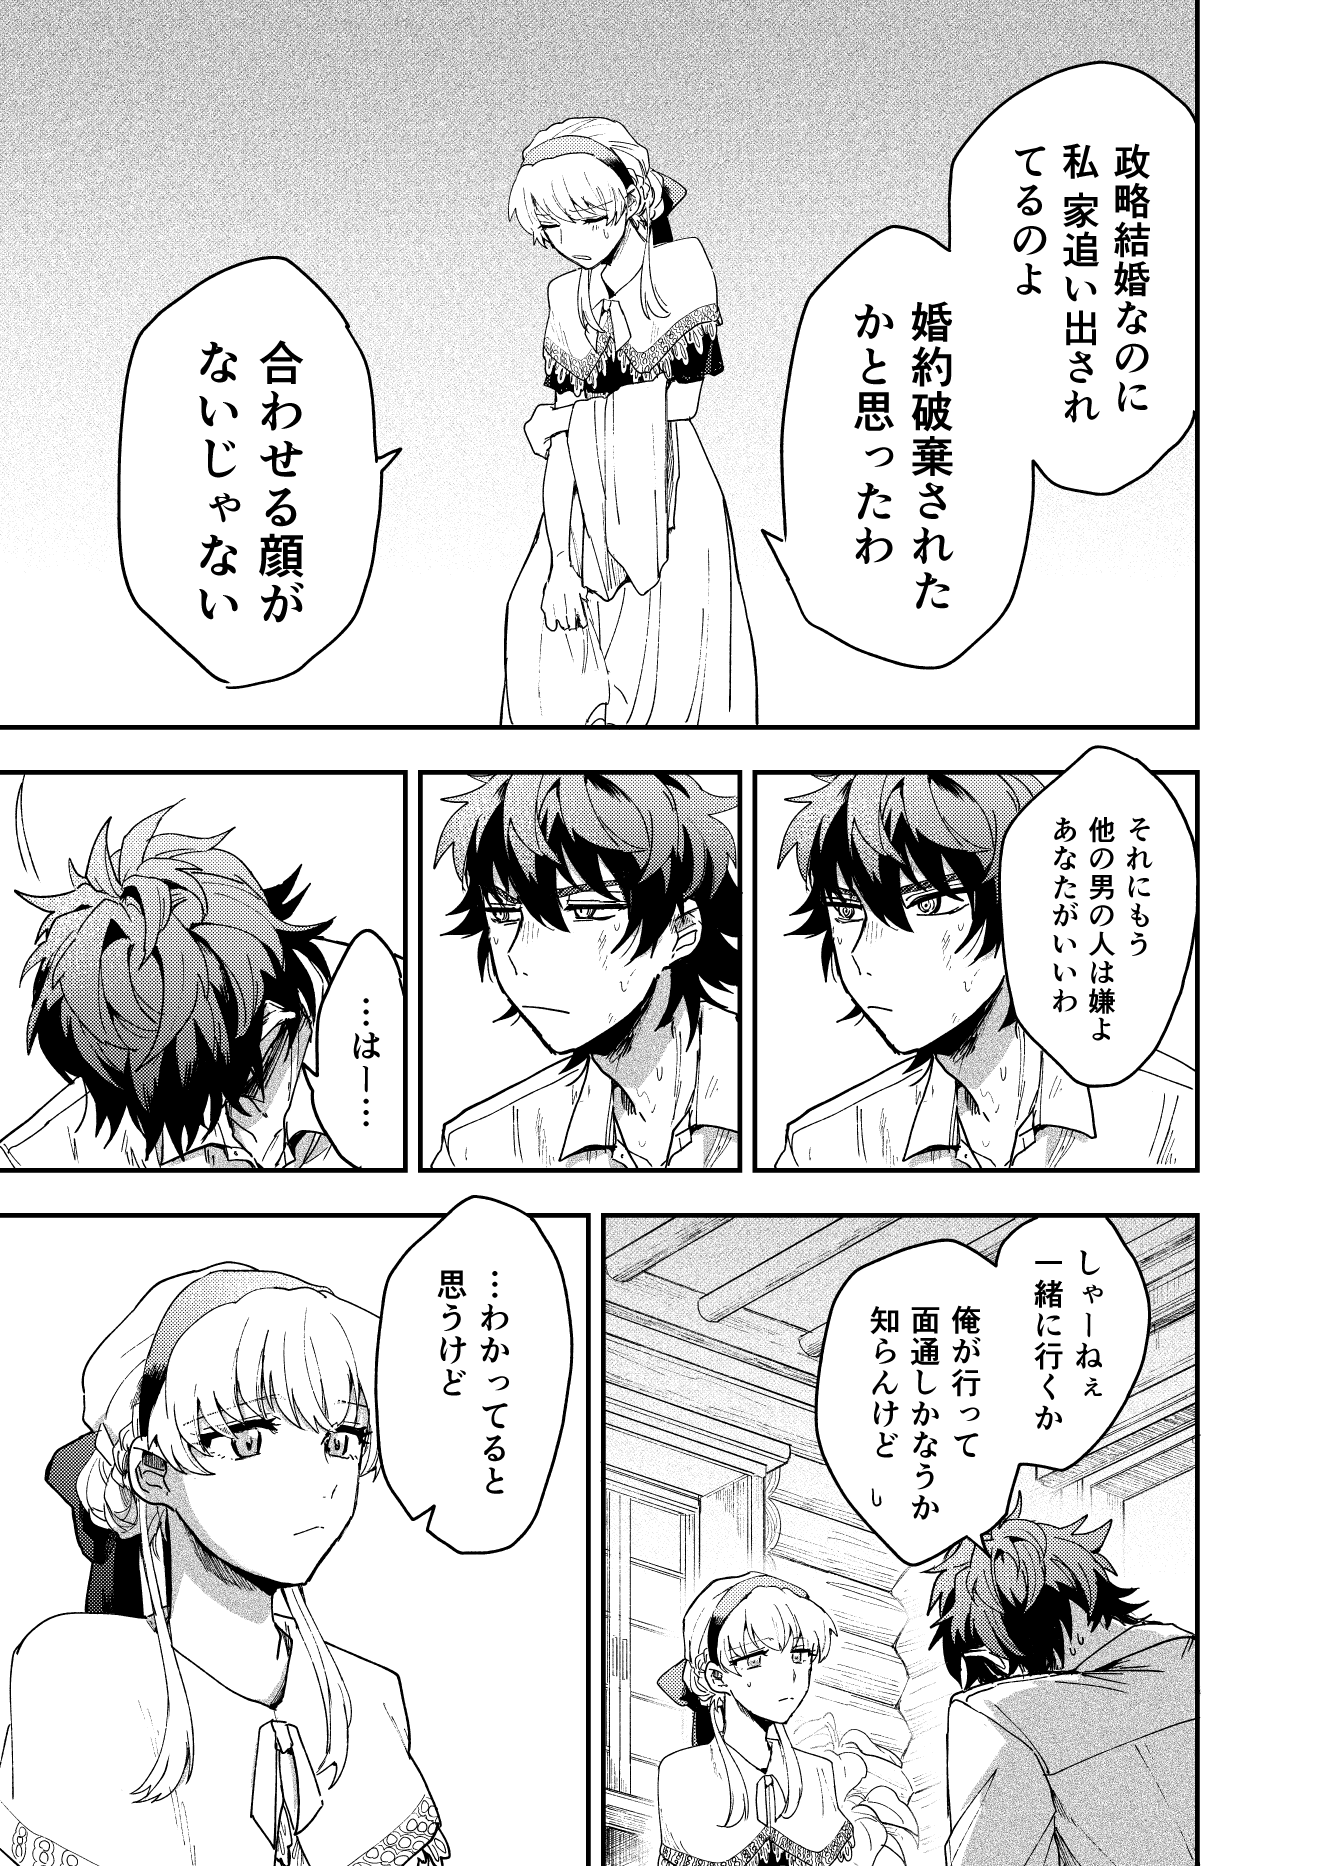 政略結婚なのに
私 家追い出され
てるのよ
婚約破棄された
かと思ったわ
合わせる顔が
ないじゃない
それにもう
他の男の人は嫌よ
あなたがいいわ
…はー…
しゃーねぇ
一緒に行くか
俺が行って
面通しかなうか
知らんけど
…わかってると
思うけど